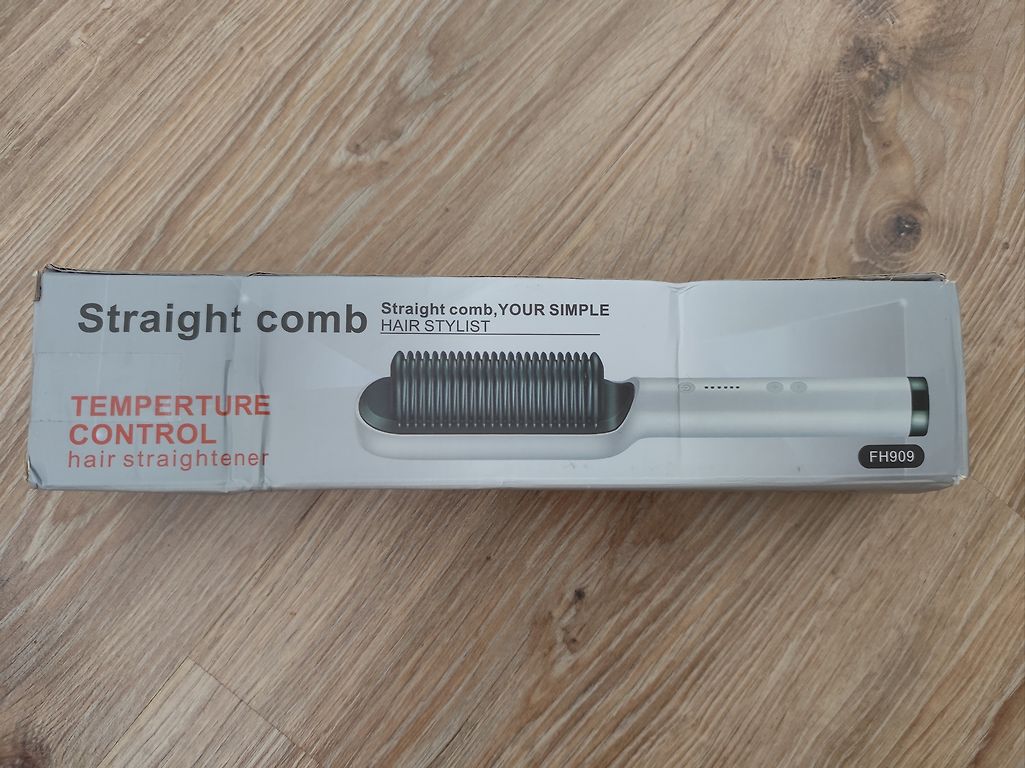 Straight comb
Straight comb,YOUR SIMPLE
HAIR STYLIST
TEMPERTURE
CONTROL
hair straightener
FH909